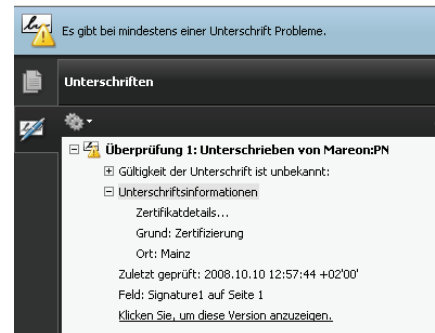 Es gibt bei mindestens einer Unterschrift Probleme.
Unterschriften
Überprüfung 1: Unterschrieben von Mareon:PN
Gültigkeit der Unterschrift ist unbekannt:
Unterschriftsinformationen
Zertifikatdetails...
Grund: Zertifizierung
Ort: Mainz
Zuletzt geprüft: 2008.10.10 12:57:44 +02'00'
Feld: Signature1 auf Seite 1
Klicken Sie, um diese Version anzuzeigen.